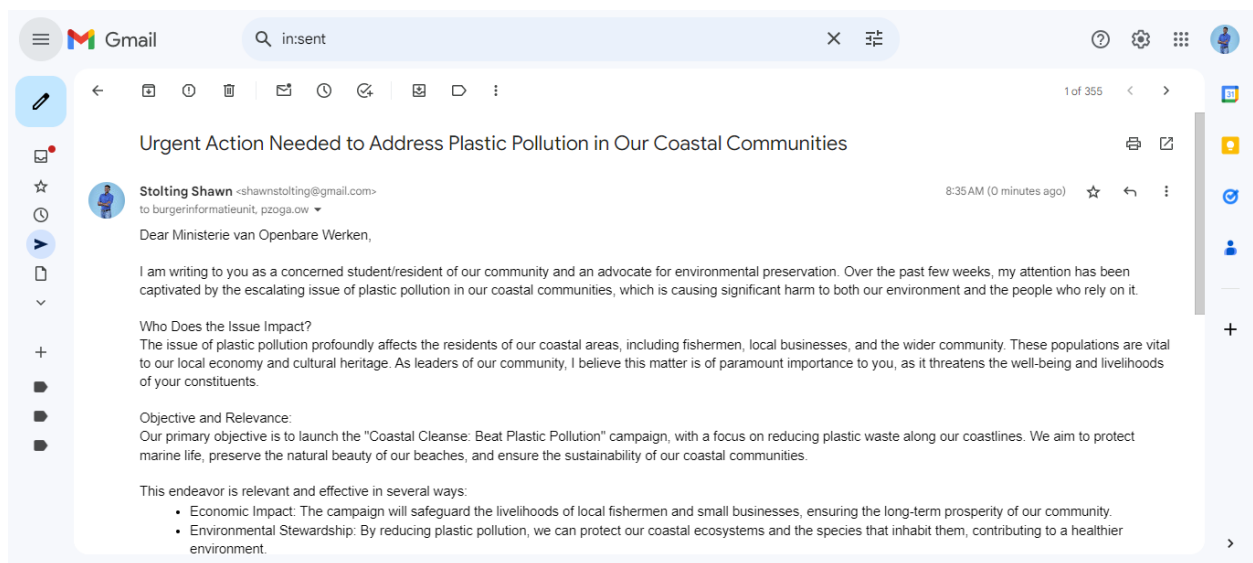 Gmail
in:sent
1 of 355
31
Urgent Action Needed to Address Plastic Pollution in Our Coastal Communities
Stolting Shawn <shawnstolting@gmail.com>
8:35 AM (0 minutes ago)
to burgerinformatieunit, pzoga.ow
Dear Ministerie van Openbare Werken,
I am writing to you as a concerned student/resident of our community and an advocate for environmental preservation. Over the past few weeks, my attention has been
captivated by the escalating issue of plastic pollution in our coastal communities, which is causing significant harm to both our environment and the people who rely on it.
Who Does the Issue Impact?
The issue of plastic pollution profoundly affects the residents of our coastal areas, including fishermen, local businesses, and the wider community. These populations are vital
to our local economy and cultural heritage. As leaders of our community, I believe this matter is of paramount importance to you, as it threatens the well-being and livelihoods
of your constituents.
Objective and Relevance:
Our primary objective is to launch the "Coastal Cleanse: Beat Plastic Pollution" campaign, with a focus on reducing plastic waste along our coastlines. We aim to protect
marine life, preserve the natural beauty of our beaches, and ensure the sustainability of our coastal communities.
This endeavor is relevant and effective in several ways:
• Economic Impact: The campaign will safeguard the livelihoods of local fishermen and small businesses, ensuring the long-term prosperity of our community.
• Environmental Stewardship: By reducing plastic pollution, we can protect our coastal ecosystems and the species that inhabit them, contributing to a healthier
environment.